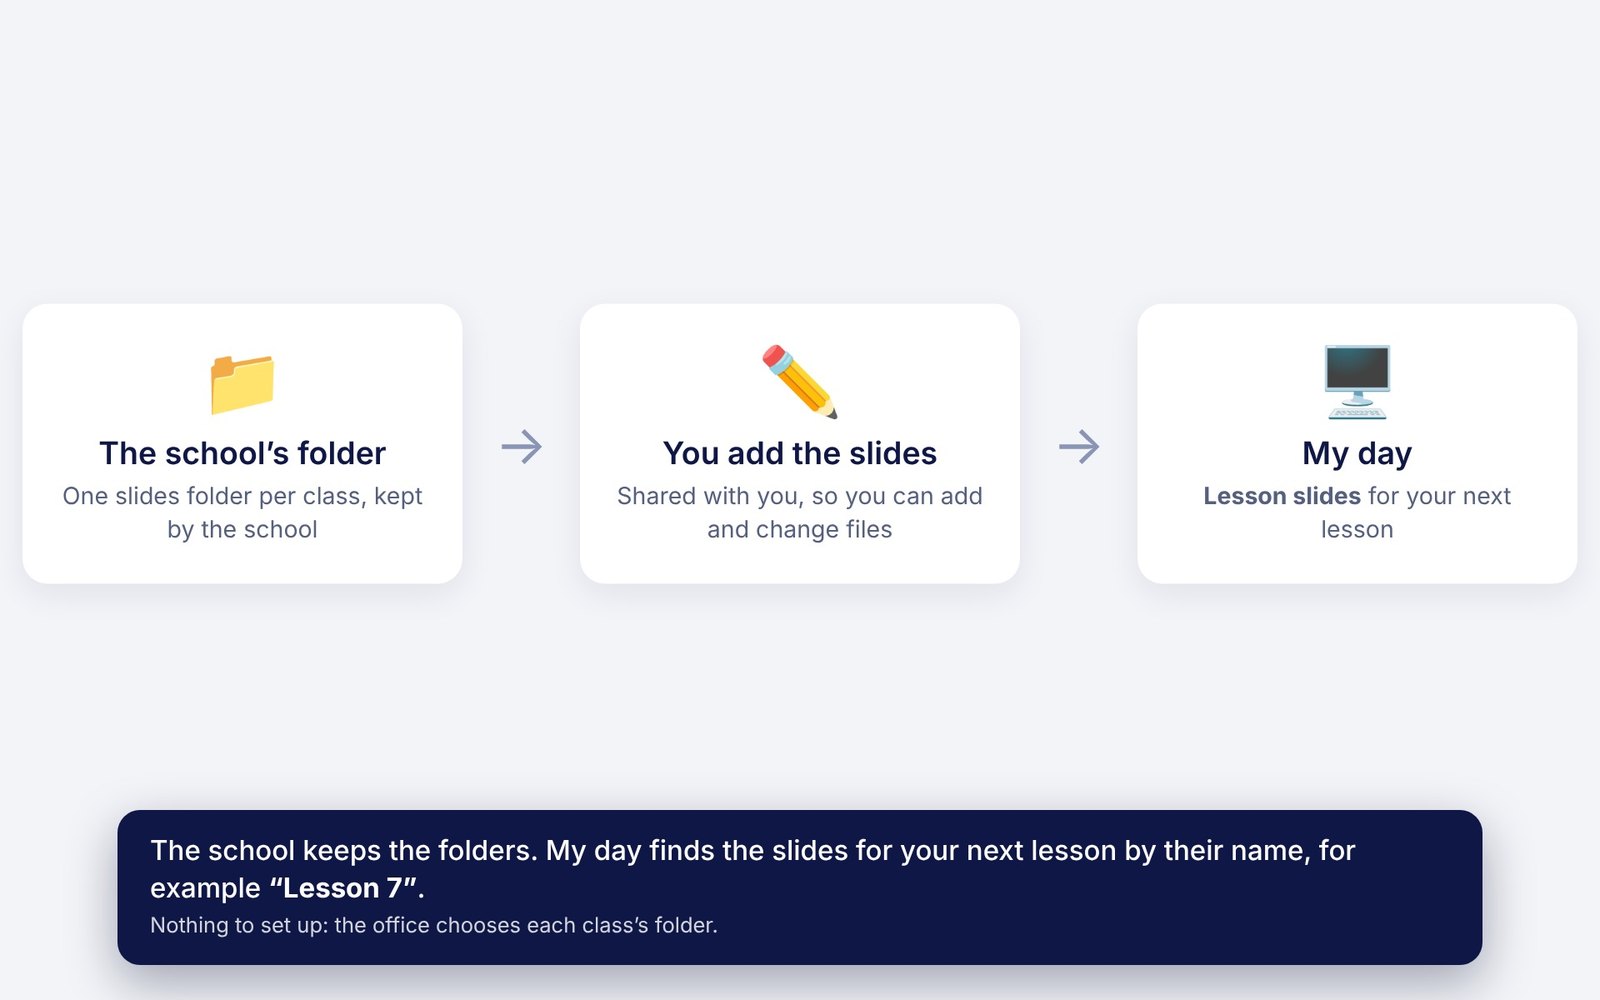 The school’s folder
One slides folder per class, kept
by the school
You add the slides
Shared with you, so you can add
and change files
My day
Lesson slides for your next
lesson
The school keeps the folders. My day finds the slides for your next lesson by their name, for
example “Lesson 7”.
Nothing to set up: the office chooses each class’s folder.